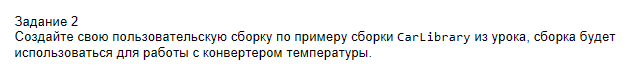 Задание 2
Создайте свою пользовательскую сборку по примеру сборки CarLibrary из урока, сборка будет
использоваться для работы с конвертером температуры.